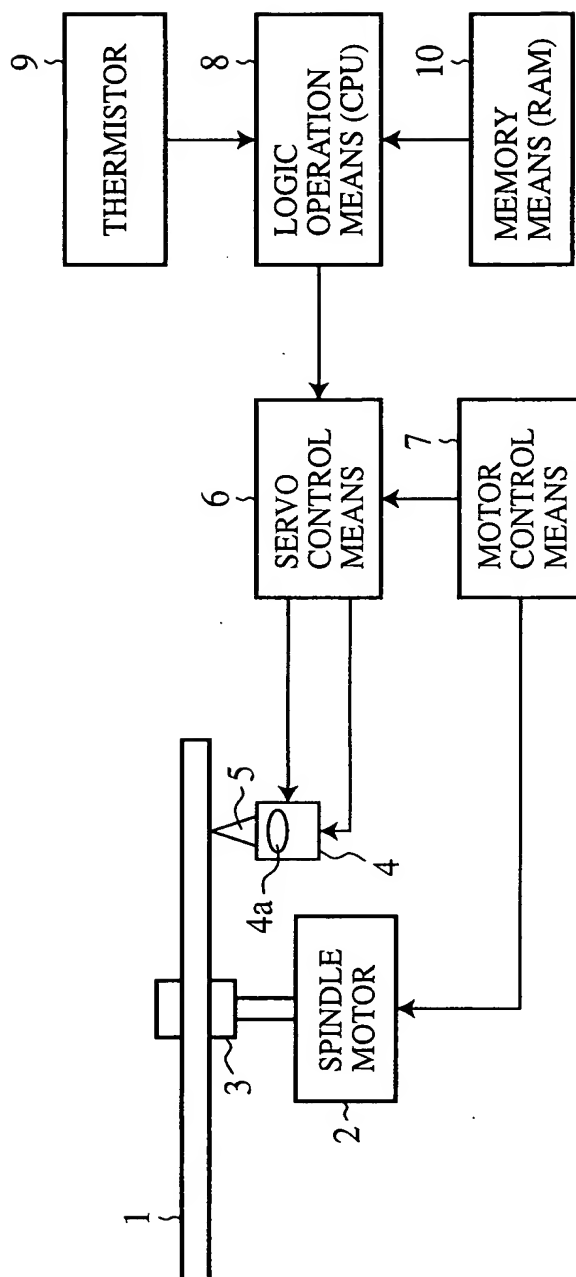 9
THERMISTOR
8
LOGIC
OPERATION
MEANS (CPU)
10
MEMORY
MEANS (RAM)
6
SERVO
CONTROL
MEANS
7
MOTOR
CONTROL
MEANS
1
5
4a
4
3
SPINDLE
MOTOR
2